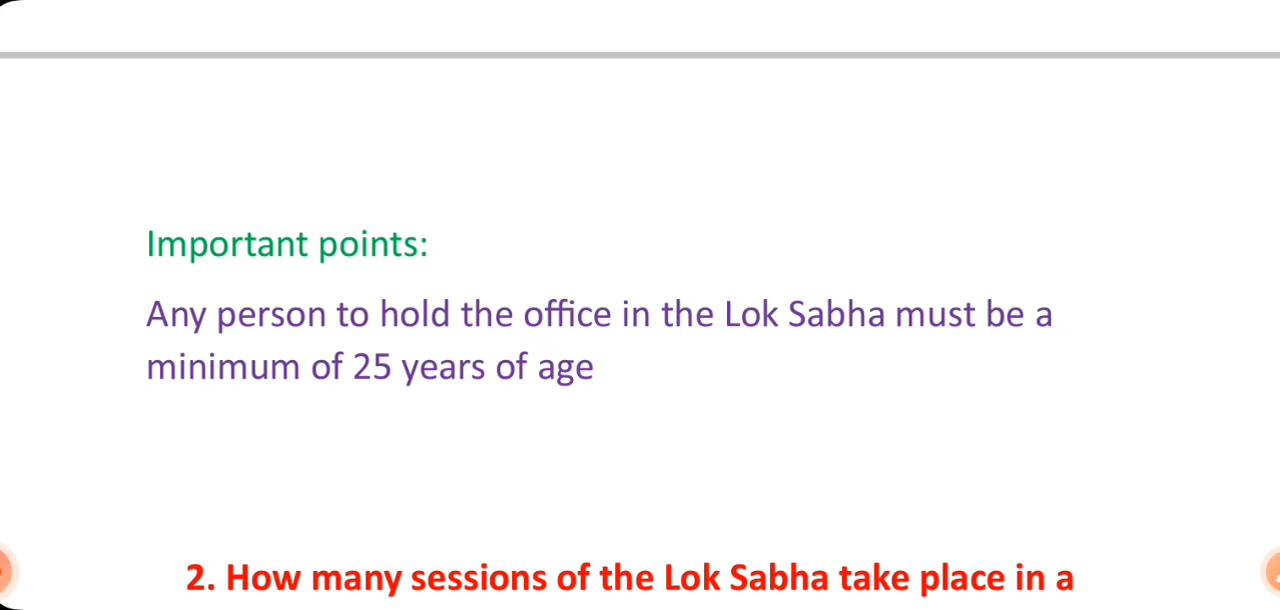 Important points:
Any person to hold the office in the Lok Sabha must be a
minimum of 25 years of age
2. How many sessions of the Lok Sabha take place in a